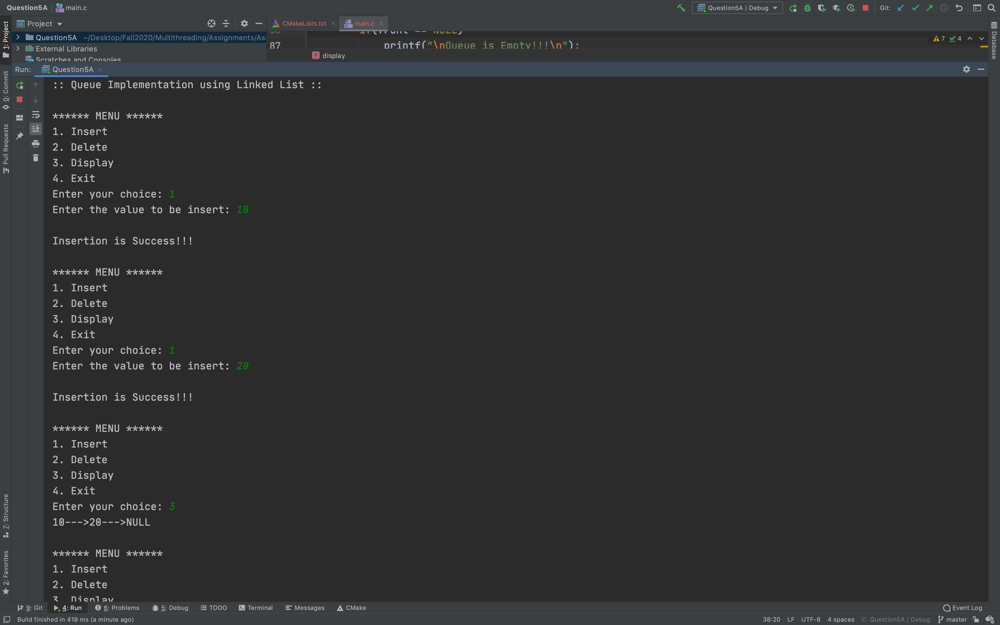 Question5A
main.c
Question5A | Debug
Git:
1: Project
Project
CMakeLists.txt
main.c
Question5A ~/Desktop/Fall2020/Multithreading/Assignments/As
External Libraries
Scratches and Consoles
if(front == NULL)
87 printf("\nQueue is Empty!!!\n");
7 4
f display
Database
Run: Question5A
0: Commit
Pull Requests
:: Queue Implementation using Linked List ::
****** MENU ******
1. Insert
2. Delete
3. Display
4. Exit
Enter your choice: 1
Enter the value to be insert: 10
Insertion is Success!!!
****** MENU ******
1. Insert
2. Delete
3. Display
4. Exit
Enter your choice: 1
Enter the value to be insert: 20
Insertion is Success!!!
****** MENU ******
1. Insert
2. Delete
3. Display
4. Exit
Enter your choice: 3
10--->20--->NULL
****** MENU ******
1. Insert
2. Delete
3. Display
7: Structure
2: Favorites
9: Git
4: Run
6: Problems
5: Debug
TODO
Terminal
Messages
CMake
Event Log
Build finished in 419 ms (a minute ago)
38:20 LF UTF-8 4 spaces C: Question5A | Debug master